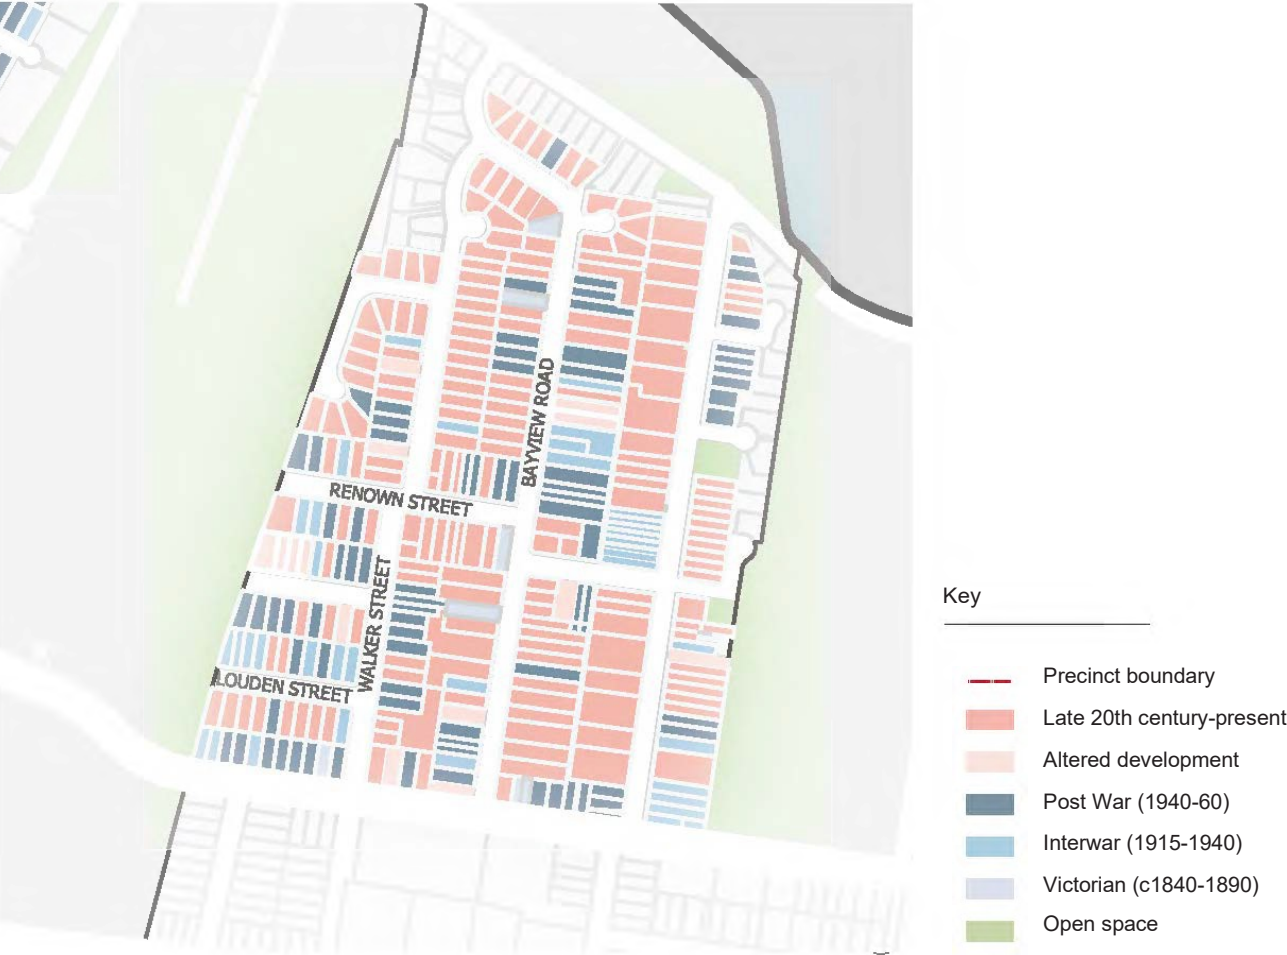 BAYVIEW ROAD
RENOWN STREET
WALKER STREET
LOUDEN STREET
Key
Precinct boundary
Late 20th century-present
Altered development
Post War (1940-60)
Interwar (1915-1940)
Victorian (c1840-1890)
Open space